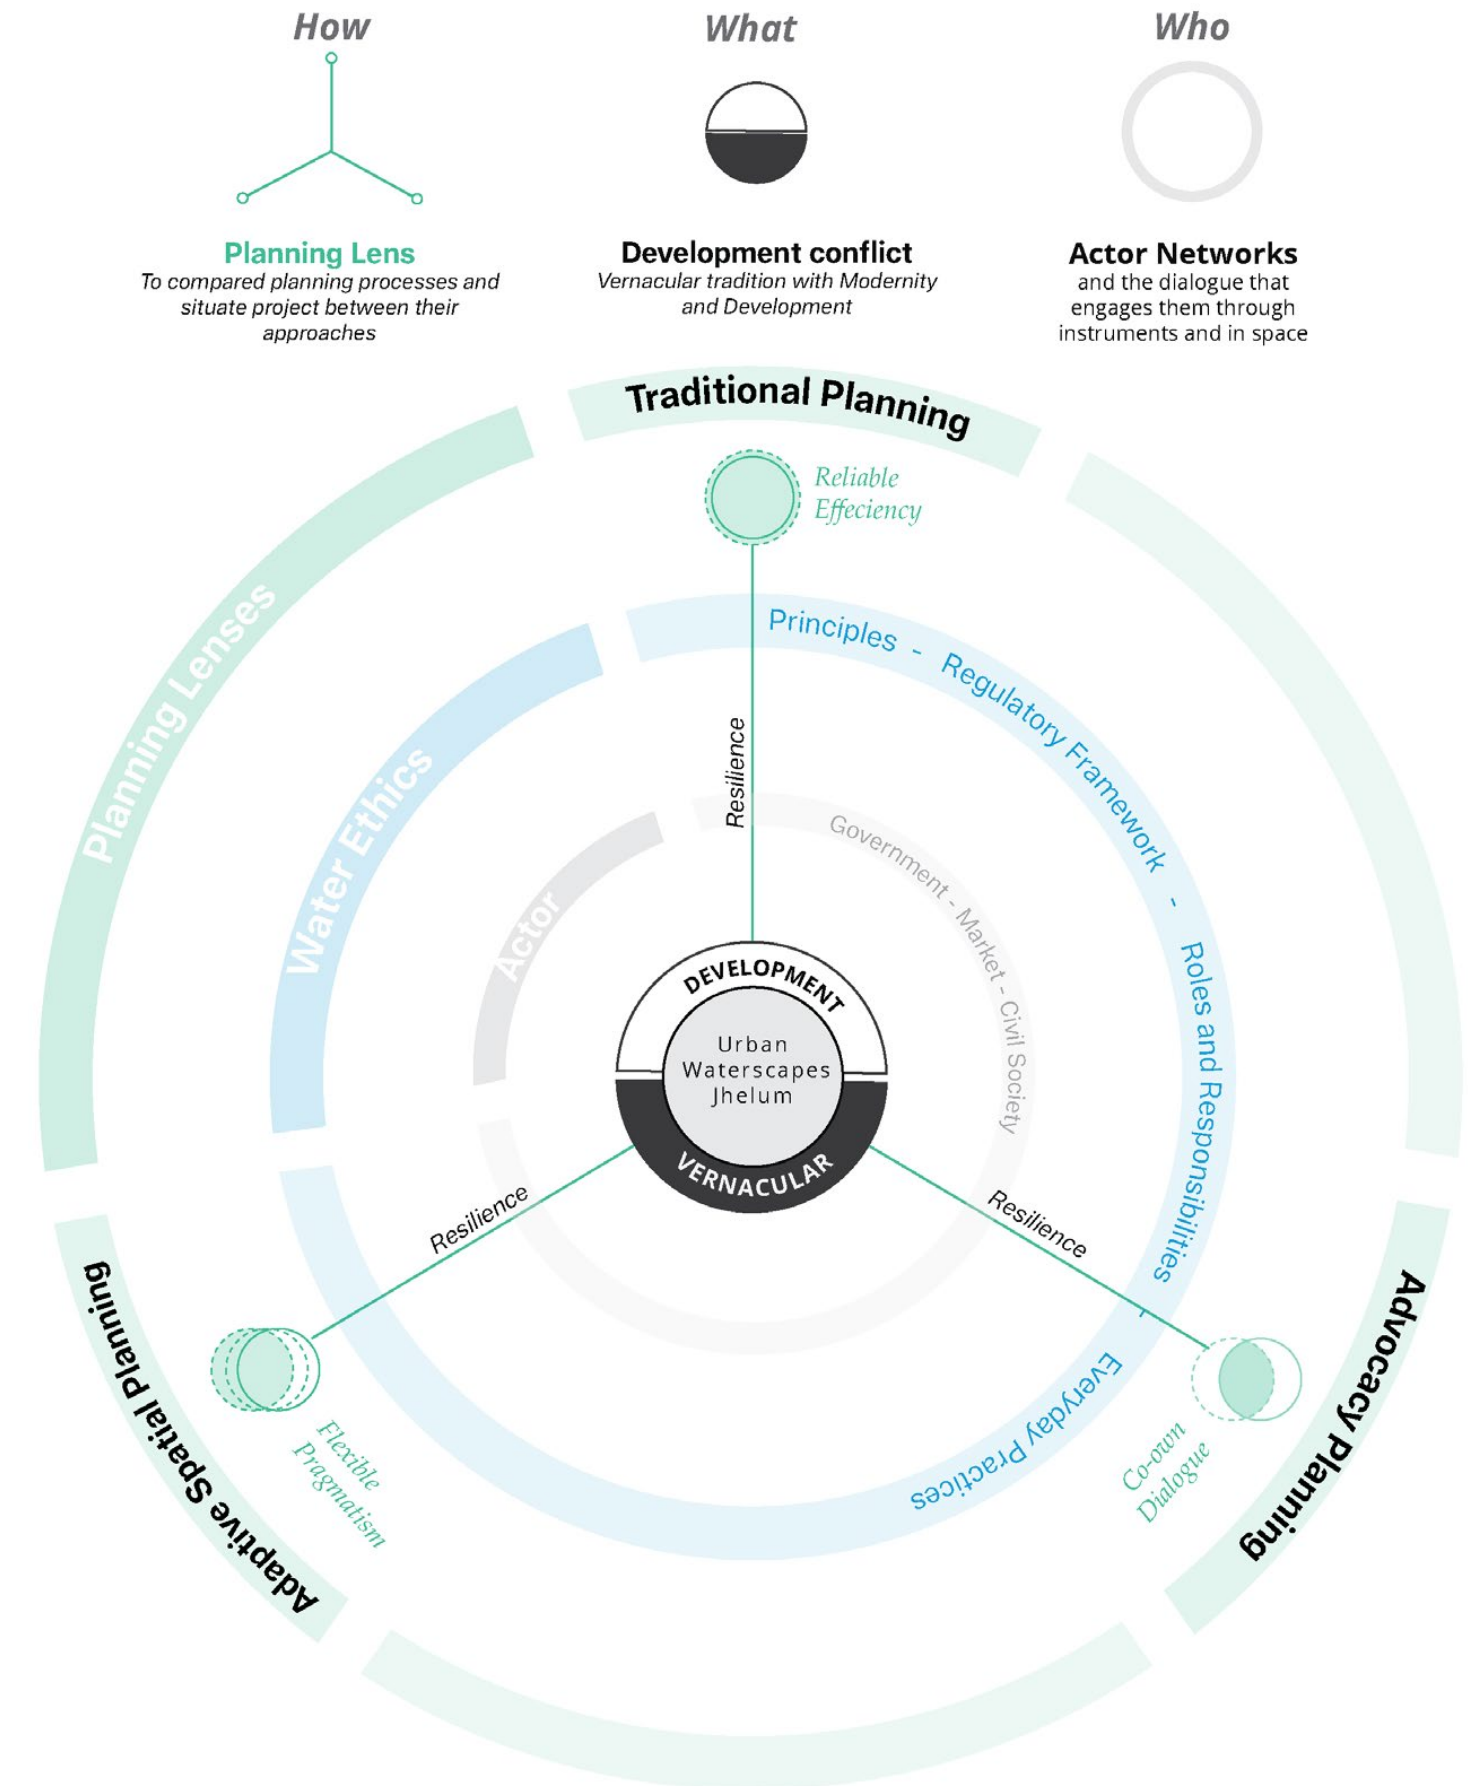 How
What
Who
Planning Lens
To compared planning processes and
situate project between their
approaches
Development conflict
Vernacular tradition with Modernity
and Development
Actor Networks
and the dialogue that
engages them through
instruments and in space
Traditional Planning
Reliable
Effeciency
Planning Lenses
Water Ethics
Actor
Principles - Regulatory Framework - Roles and Responsibilities - Everyday Practices
Government - Market - Civil Society
Resilience
DEVELOPMENT
Urban
Waterscapes
Jhelum
VERNACULAR
Resilience
Resilience
Adaptive Spatial Planning
Flexible
Pragmatism
Co-own
Dialogue
Advocacy Planning